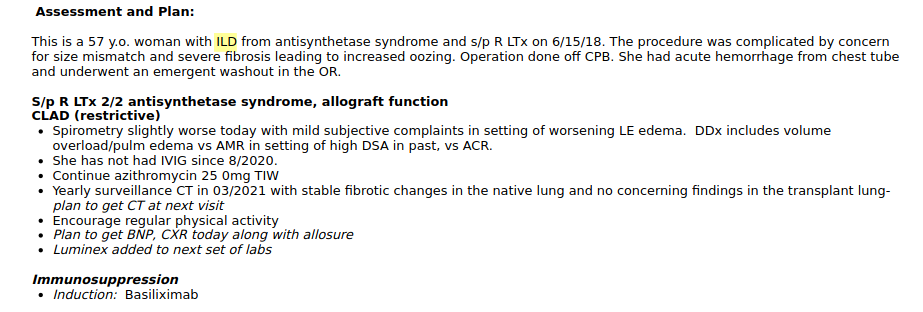 Assessment and Plan:
This is a 57 y.o. woman with ILD from antisynthetase syndrome and s/p R LTx on 6/15/18. The procedure was complicated by concern
for size mismatch and severe fibrosis leading to increased oozing. Operation done off CPB. She had acute hemorrhage from chest tube
and underwent an emergent washout in the OR.
S/p R LTx 2/2 antisynthetase syndrome, allograft function
CLAD (restrictive)
• Spirometry slightly worse today with mild subjective complaints in setting of worsening LE edema.  DDx includes volume
overload/pulm edema vs AMR in setting of high DSA in past, vs ACR.
• She has not had IVIG since 8/2020.
• Continue azithromycin 25 0mg TIW
• Yearly surveillance CT in 03/2021 with stable fibrotic changes in the native lung and no concerning findings in the transplant lung-
plan to get CT at next visit
• Encourage regular physical activity
• Plan to get BNP, CXR today along with allosure
• Luminex added to next set of labs
Immunosuppression
• Induction:  Basiliximab